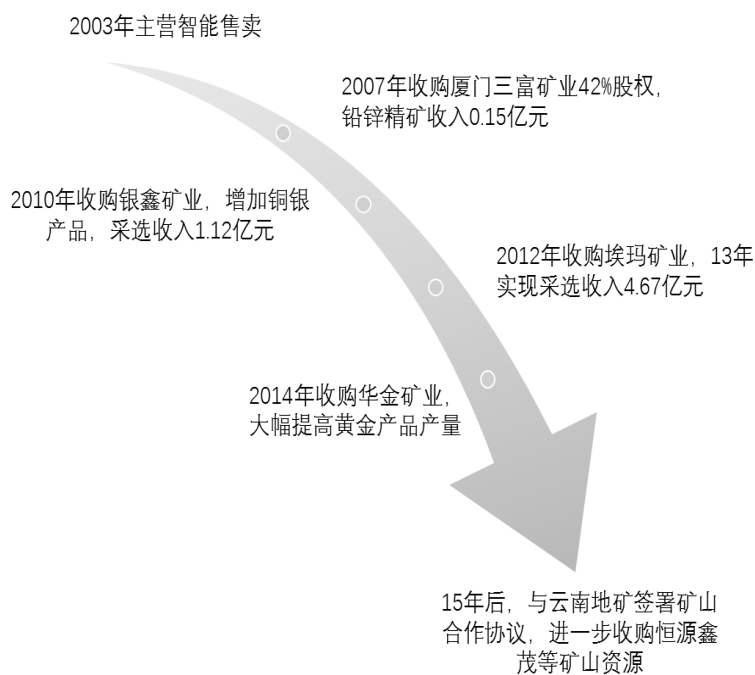 2003年主营智能售卖
2007年收购厦门三富矿业42%股权，
铅锌精矿收入0.15亿元
2010年收购银鑫矿业，增加铜银
产品，采选收入1.12亿元
2012年收购埃玛矿业，13年
实现采选收入4.67亿元
2014年收购华金矿业，
大幅提高黄金产品产量
15年后，与云南地矿签署矿山
合作协议，进一步收购恒源鑫
茂等矿山资源